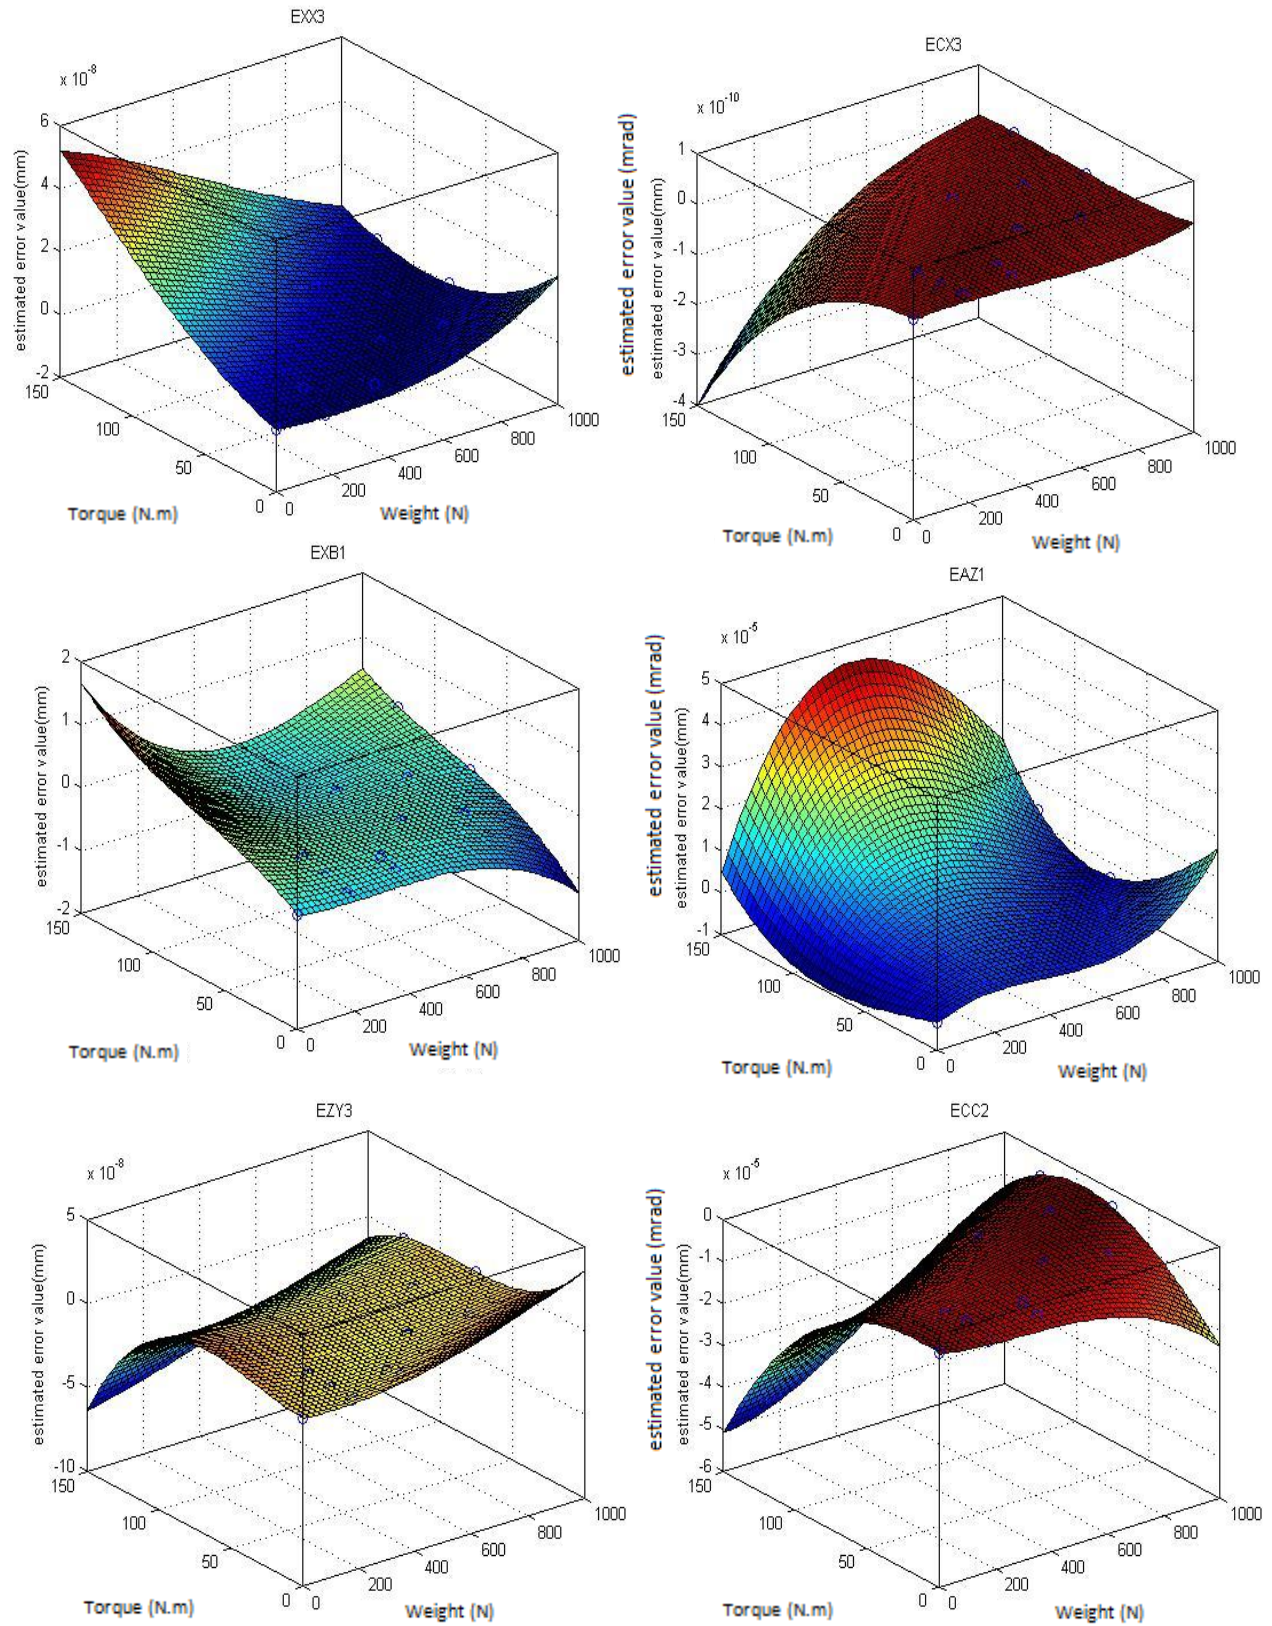 EXX3
x 10^-8
estimated error value(mm)
6
4
2
0
-2
150
100
50
0
0
200
400
600
800
1000
Torque (N.m)
Weight (N)
ECX3
x 10^-10
estimated error value (mrad)
estimated error value(mm)
1
0
-1
-2
-3
-4
150
100
50
0
0
200
400
600
800
1000
Torque (N.m)
Weight (N)
EXB1
estimated error value(mm)
2
1
0
-1
-2
150
100
50
0
0
200
400
600
800
1000
Torque (N.m)
Weight (N)
EAZ1
x 10^-5
estimated error value (mrad)
estimated error value(mm)
5
4
3
2
1
0
-1
150
100
50
0
0
200
400
600
800
1000
Torque (N.m)
Weight (N)
EZY3
x 10^-8
estimated error value(mm)
5
0
-5
-10
150
100
50
0
0
200
400
600
800
1000
Torque (N.m)
Weight (N)
ECC2
x 10^-5
estimated error value (mrad)
estimated error value(mm)
0
-1
-2
-3
-4
-5
-6
150
100
50
0
0
200
400
600
800
1000
Torque (N.m)
Weight (N)